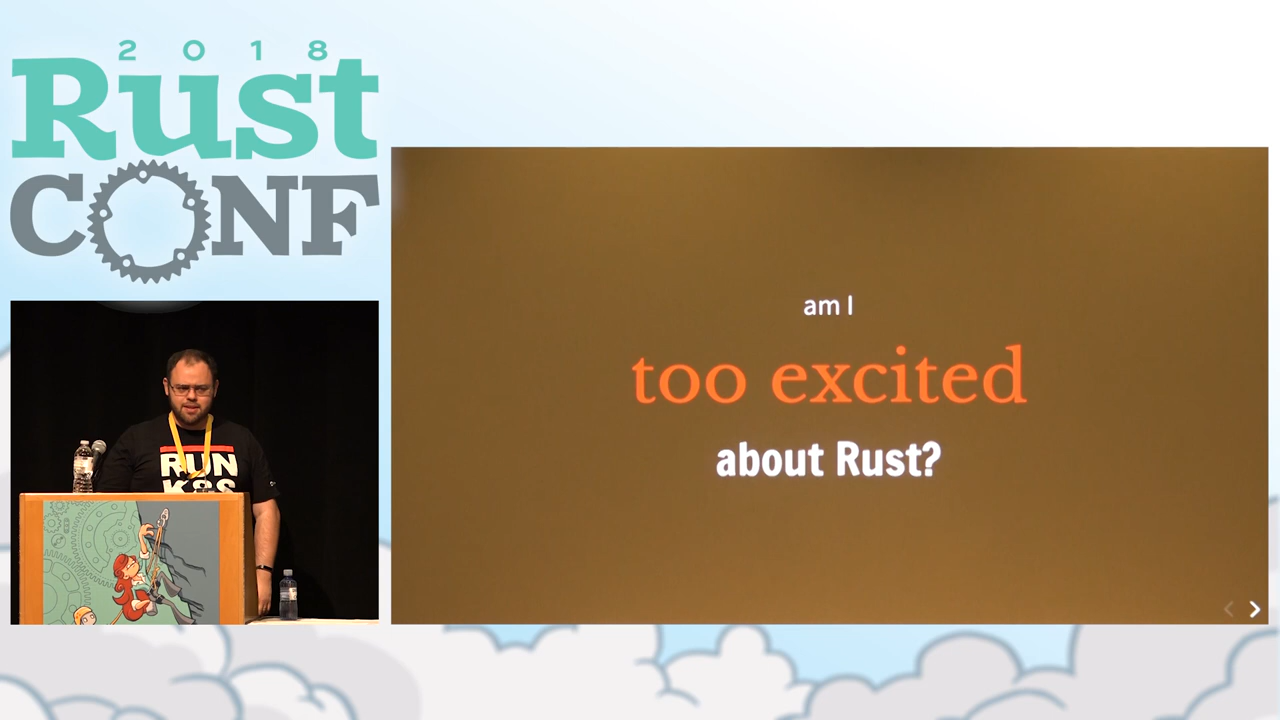 2018
Rust
CONF
RUN
K8S
am I
too excited
about Rust?